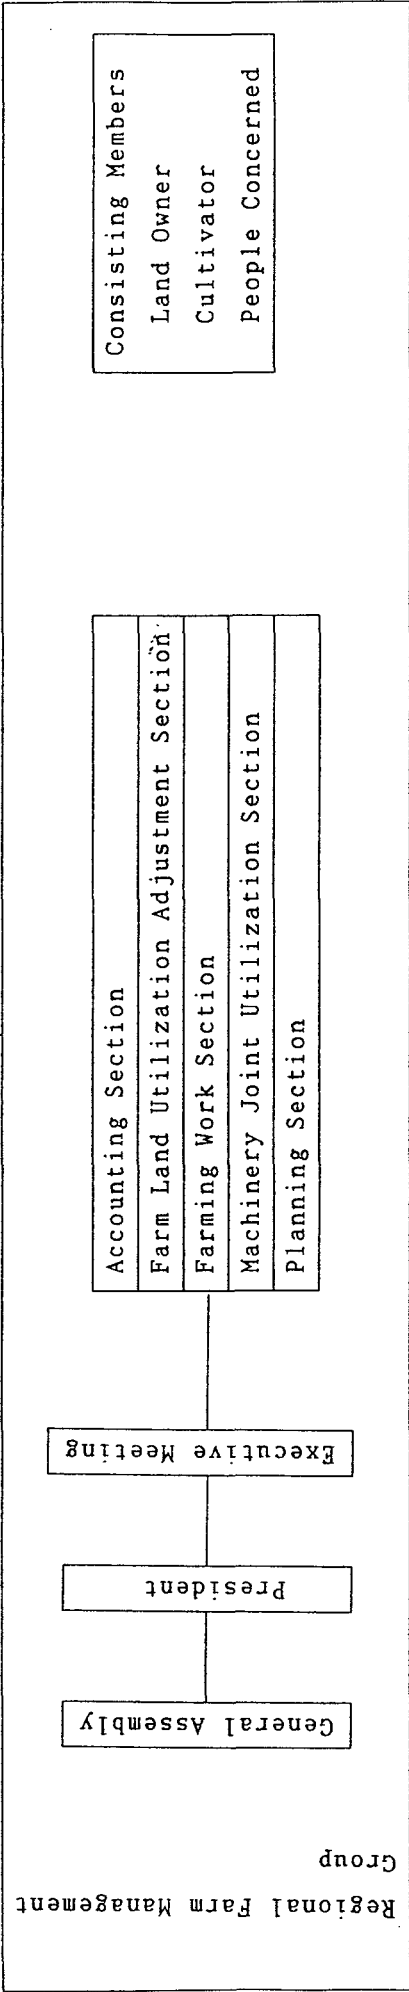 Regional Farm Management
Group
General Assembly
President
Executive Meeting
Accounting Section
Farm Land Utilization Adjustment Section
Farming Work Section
Machinery Joint Utilization Section
Planning Section
Consisting Members
Land Owner
Cultivator
People Concerned